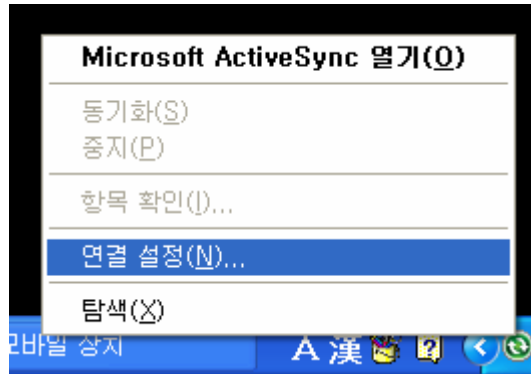 Microsoft ActiveSync 열기(O)
동기화(S)
중지(P)
항목 확인(I)...
연결 설정(N)...
탐색(X)
모바일 장치
A 漢